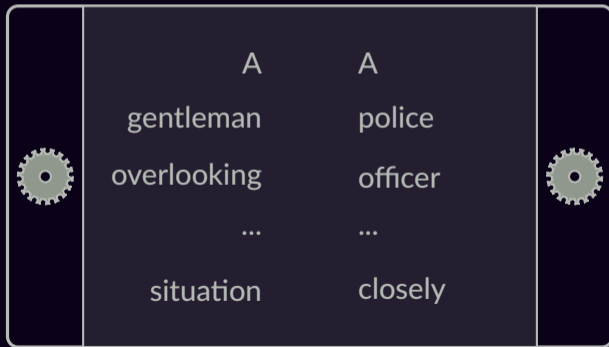 A
gentleman
overlooking
...
situation
A
police
officer
...
closely